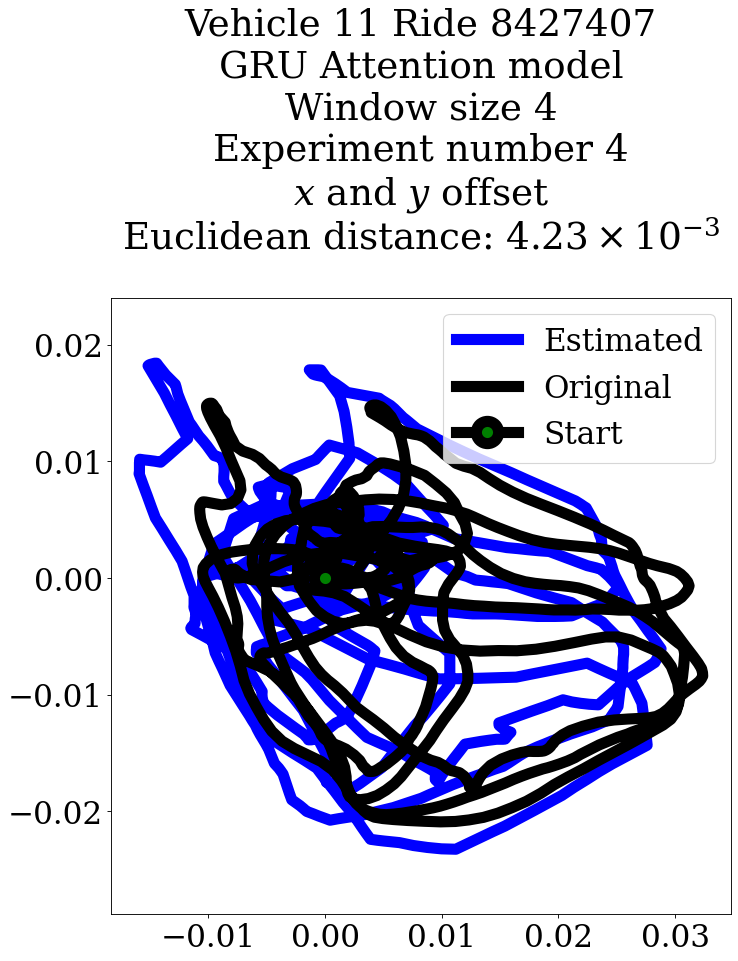 Vehicle 11 Ride 8427407
GRU Attention model
Window size 4
Experiment number 4
x and y offset
Euclidean distance: 4.23 × 10⁻³
Estimated
Original
Start
0.02
0.01
0.00
−0.01
−0.02
−0.01 0.00 0.01 0.02 0.03